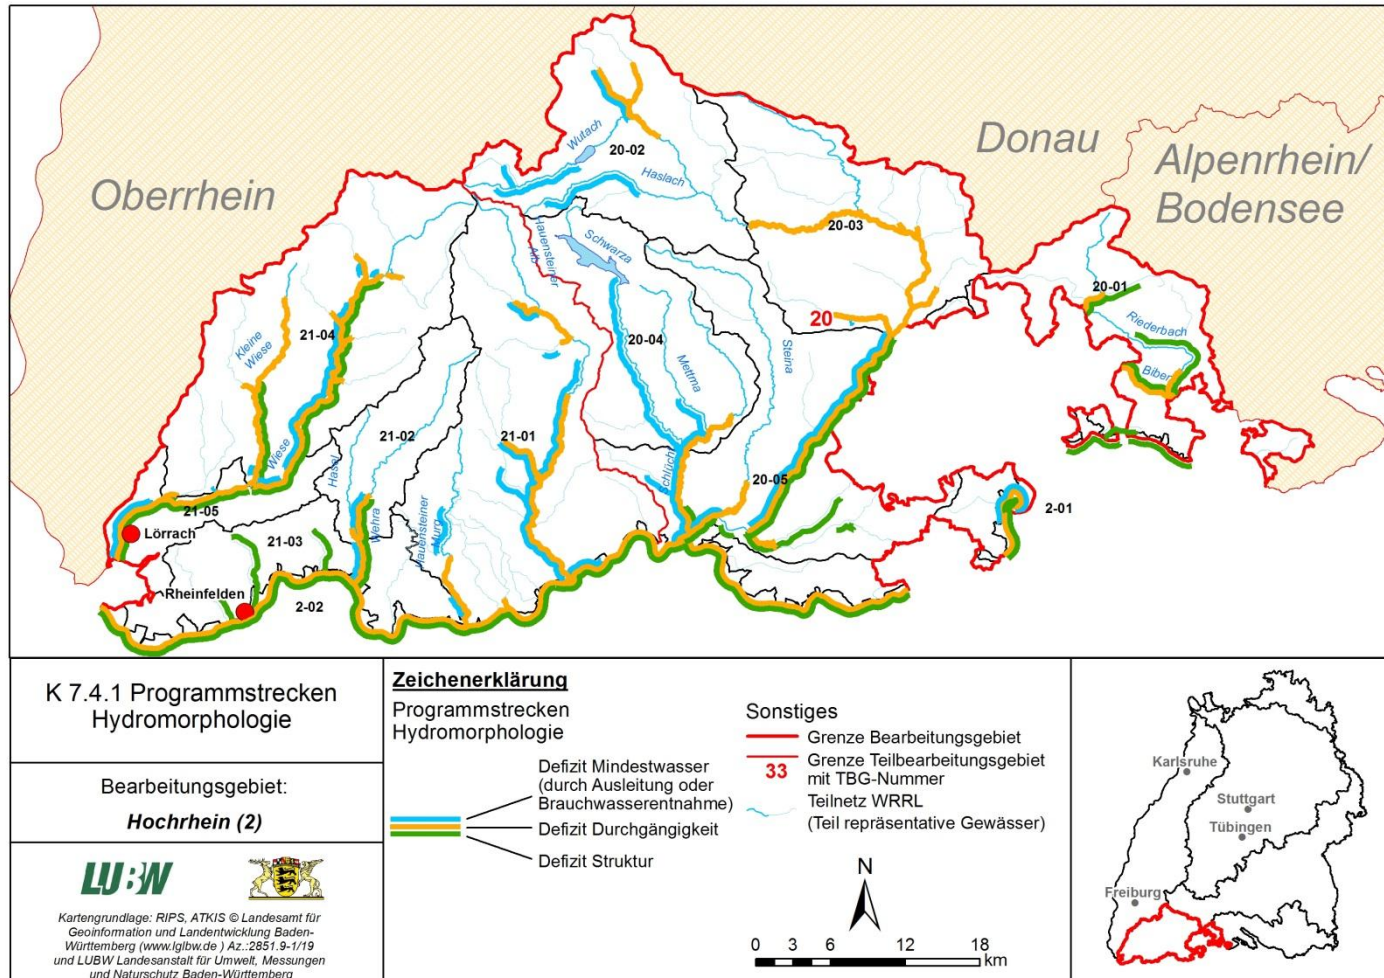 Oberrhein
Donau
Alpenrhein/
Bodensee
Wutach
20-02
Haslach
Hauensteiner
Alb
Schwarza
20-03
20-01
Riederbach
Biber
20
21-04
Kleine
Wiese
20-04
Mettma
Steina
21-02
21-01
Wiese
Hasel
Schlücht
20-05
21-05
Wehra
Hauensteiner
Murg
2-01
Lörrach
21-03
Rheinfelden
2-02
K 7.4.1 Programmstrecken
Hydromorphologie
Bearbeitungsgebiet:
Hochrhein (2)
LUBW
Kartengrundlage: RIPS, ATKIS © Landesamt für
Geoinformation und Landentwicklung Baden-
Württemberg (www.lglbw.de ) Az.:2851.9-1/19
und LUBW Landesanstalt für Umwelt, Messungen
und Naturschutz Baden-Württemberg
Zeichenerklärung
Programmstrecken
Hydromorphologie
Defizit Mindestwasser
(durch Ausleitung oder
Brauchwasserentnahme)
Defizit Durchgängigkeit
Defizit Struktur
Sonstiges
Grenze Bearbeitungsgebiet
33 Grenze Teilbearbeitungsgebiet
mit TBG-Nummer
Teilnetz WRRL
(Teil repräsentative Gewässer)
N
0 3 6 12 18
km
Karlsruhe
Stuttgart
Tübingen
Freiburg